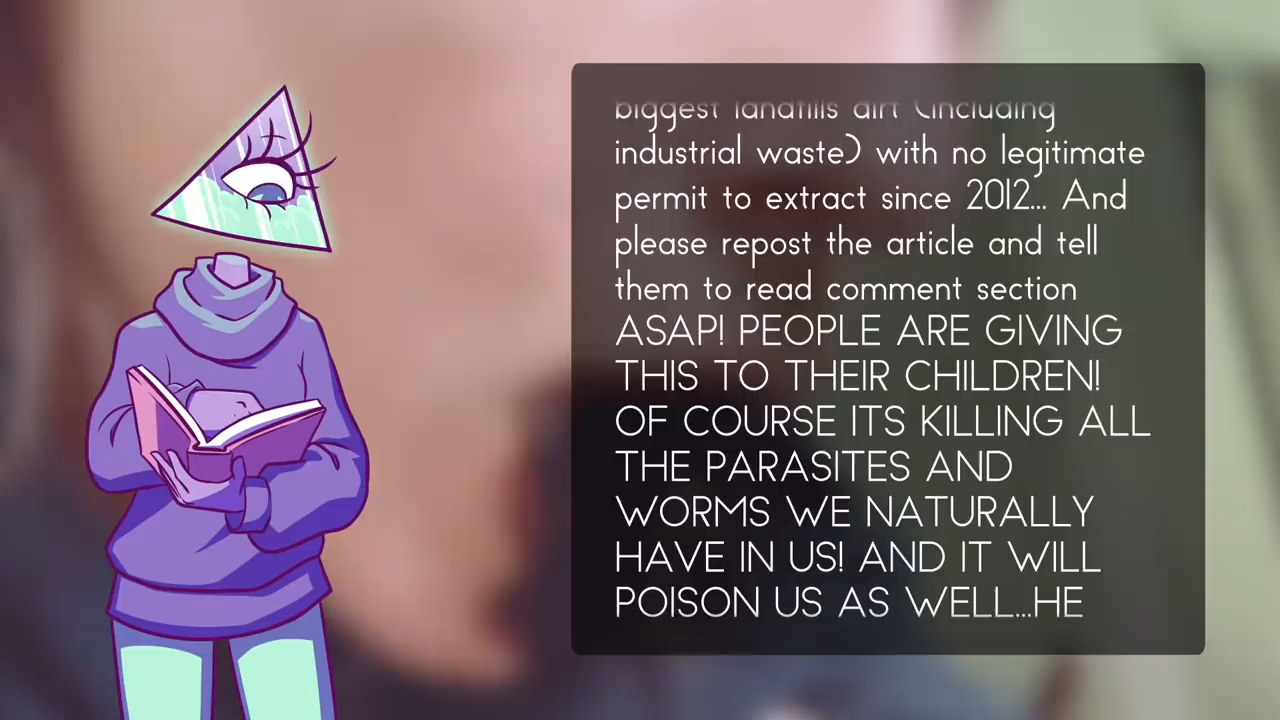 biggest landfills dirt (including
industrial waste) with no legitimate
permit to extract since 2012... And
please repost the article and tell
them to read comment section
ASAP! PEOPLE ARE GIVING
THIS TO THEIR CHILDREN!
OF COURSE ITS KILLING ALL
THE PARASITES AND
WORMS WE NATURALLY
HAVE IN US! AND IT WILL
POISON US AS WELL...HE